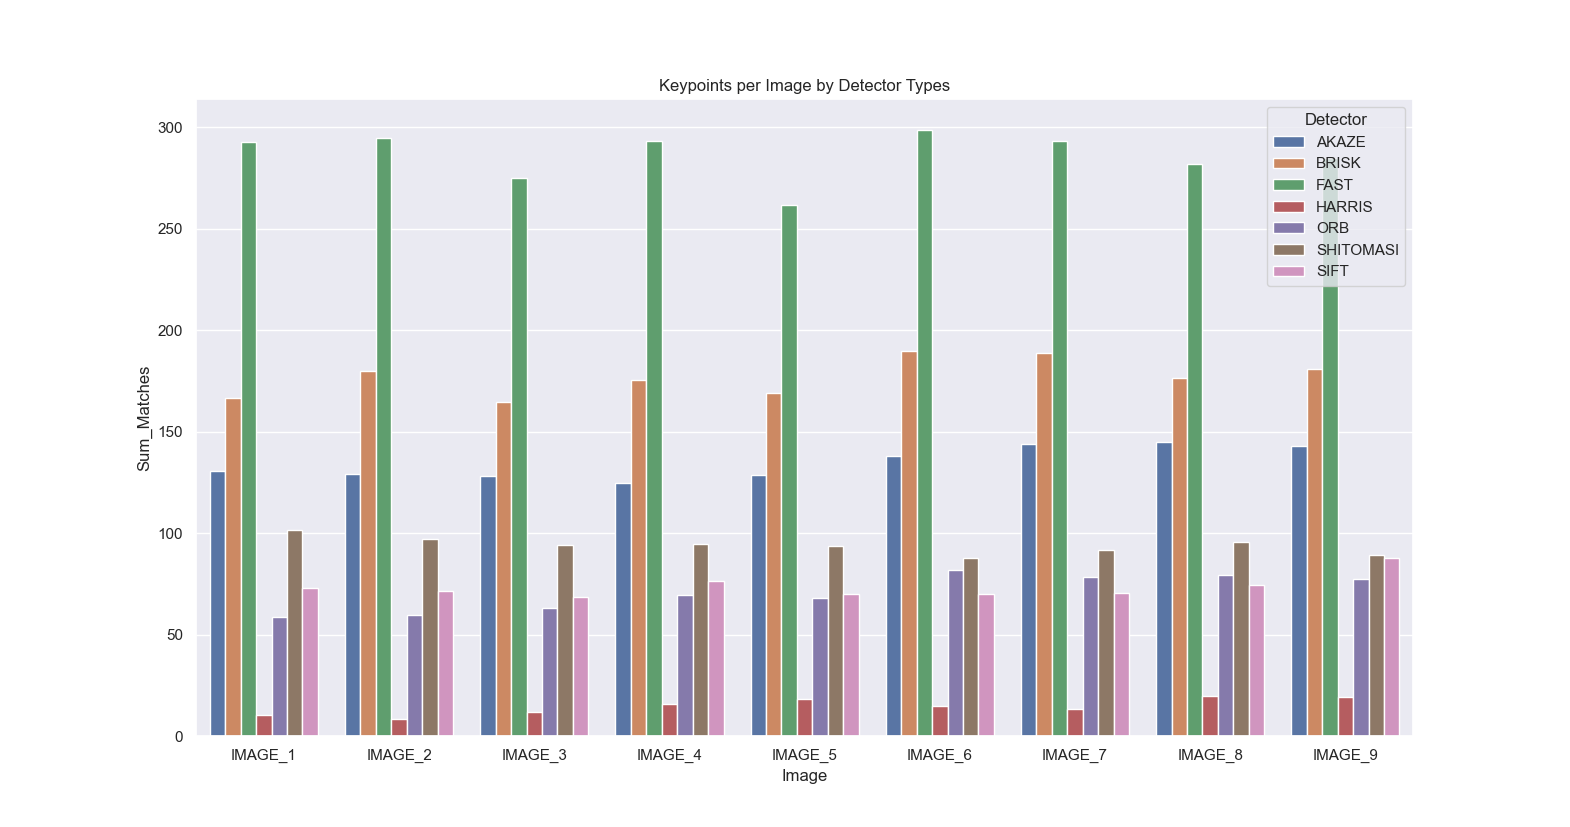 Keypoints per Image by Detector Types
Detector
AKAZE
BRISK
FAST
HARRIS
ORB
SHITOMASI
SIFT
Sum_Matches
300
250
200
150
100
50
0
IMAGE_1 IMAGE_2 IMAGE_3 IMAGE_4 IMAGE_5 IMAGE_6 IMAGE_7 IMAGE_8 IMAGE_9
Image